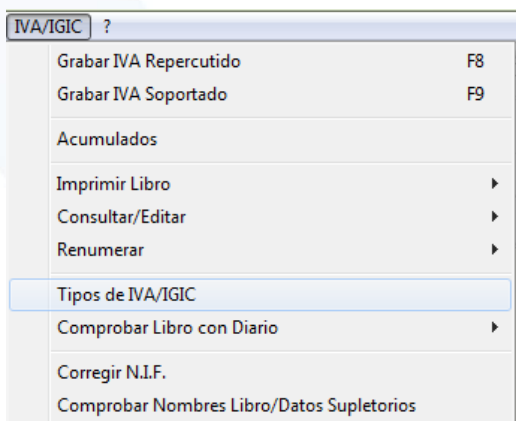 IVA/IGIC ?
Grabar IVA Repercutido F8
Grabar IVA Soportado F9
Acumulados
Imprimir Libro
Consultar/Editar
Renumerar
Tipos de IVA/IGIC
Comprobar Libro con Diario
Corregir N.I.F.
Comprobar Nombres Libro/Datos Supletorios